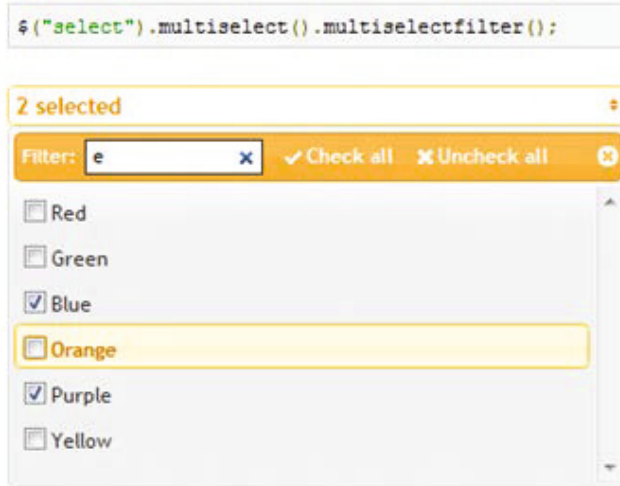 $("select").multiselect().multiselectfilter();
2 selected
Filter: e Check all Uncheck all
Red
Green
Blue
Orange
Purple
Yellow